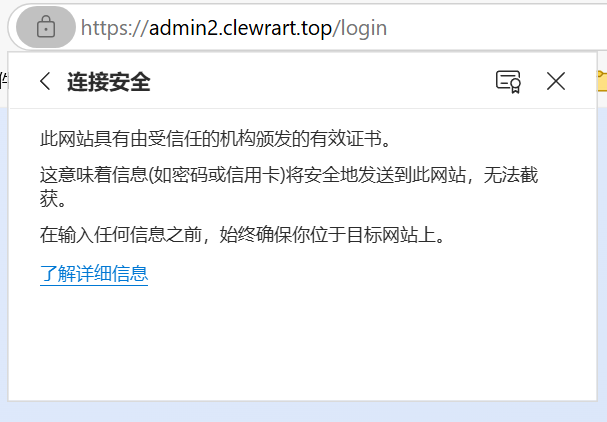 https://admin2.clewrart.top/login
连接安全
此网站具有由受信任的机构颁发的有效证书。
这意味着信息(如密码或信用卡)将安全地发送到此网站，无法截
获。
在输入任何信息之前，始终确保你位于目标网站上。
了解详细信息